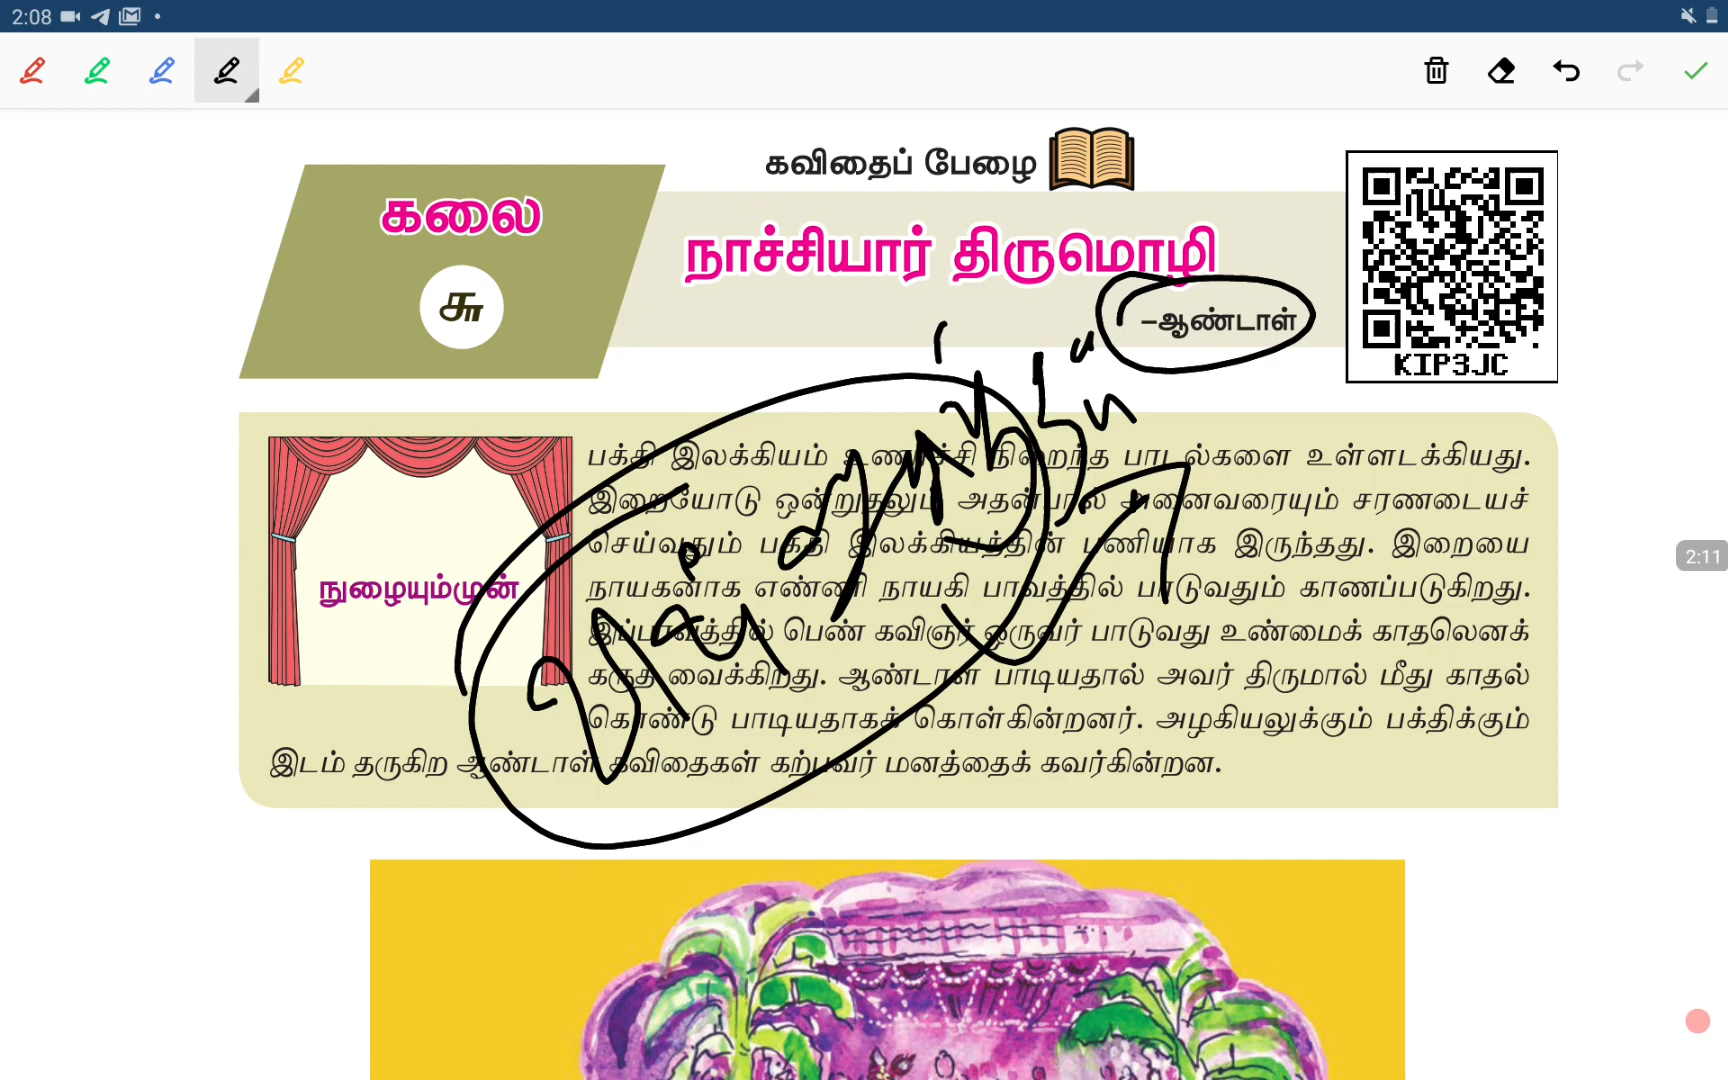 2:08
கவிதைப் பேழை
கலை
நாச்சியார் திருமொழி
சு
–ஆண்டாள்
KIP3JC
நுழையும்முன்
பக்தி இலக்கியம் உணர்ச்சி நிறைந்த பாடல்களை உள்ளடக்கியது.
இறையோடு ஒன்றுதலும் அதன்பால் அனைவரையும் சரணடையச்
செய்வதும் பக்தி இலக்கியத்தின் பணியாக இருந்தது. இறையை
நாயகனாக எண்ணி நாயகி பாவத்தில் பாடுவதும் காணப்படுகிறது.
இப்பாவத்தில் பெண் கவிஞர் ஒருவர் பாடுவது உண்மைக் காதலெனக்
கருத வைக்கிறது. ஆண்டாள் பாடியதால் அவர் திருமால் மீது காதல்
கொண்டு பாடியதாகக் கொள்கின்றனர். அழகியலுக்கும் பக்திக்கும்
இடம் தருகிற ஆண்டாள் கவிதைகள் கற்பவர் மனத்தைக் கவர்கின்றன.
2:11